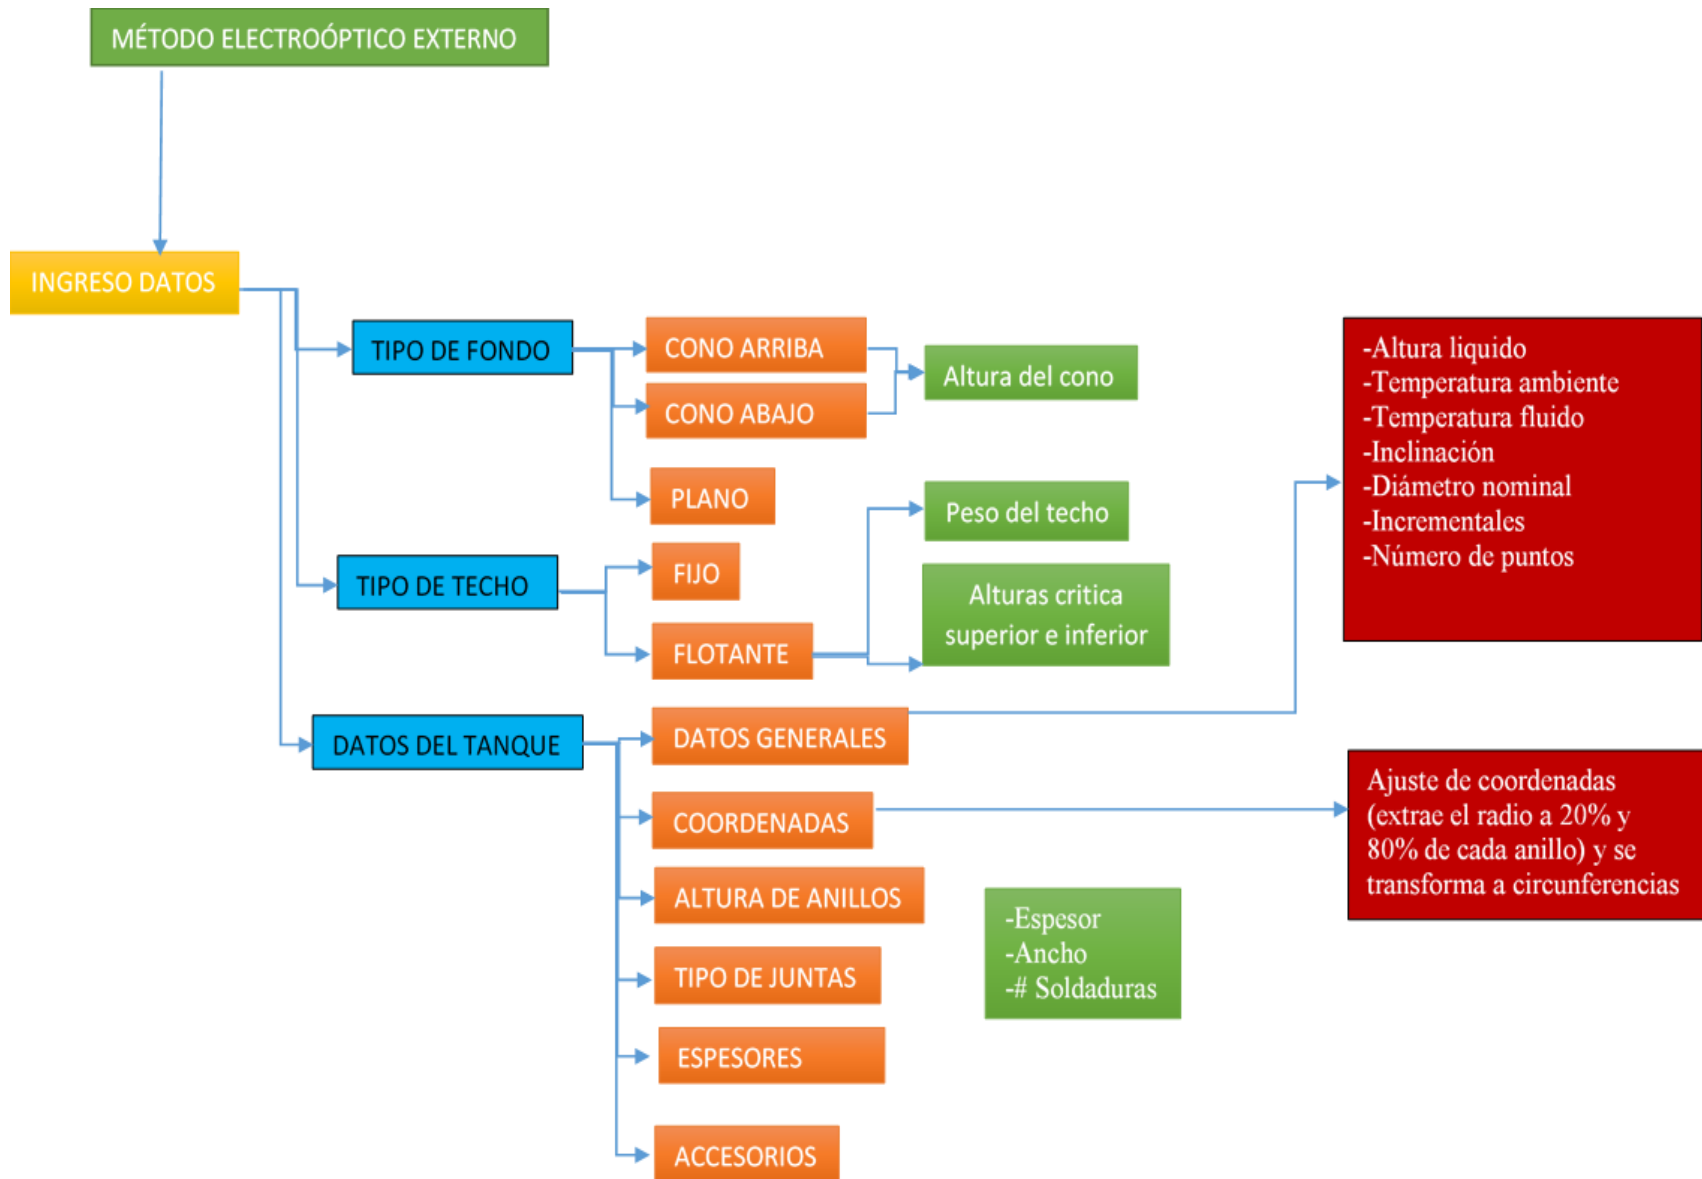 MÉTODO ELECTROÓPTICO EXTERNO
INGRESO DATOS
TIPO DE FONDO
CONO ARRIBA
CONO ABAJO
PLANO
Altura del cono
TIPO DE TECHO
FIJO
FLOTANTE
Peso del techo
Alturas critica
superior e inferior
DATOS DEL TANQUE
DATOS GENERALES
COORDENADAS
ALTURA DE ANILLOS
TIPO DE JUNTAS
ESPESORES
ACCESORIOS
-Espesor
-Ancho
-# Soldaduras
-Altura liquido
-Temperatura ambiente
-Temperatura fluido
-Inclinación
-Diámetro nominal
-Incrementales
-Número de puntos
Ajuste de coordenadas
(extrae el radio a 20% y
80% de cada anillo) y se
transforma a circunferencias